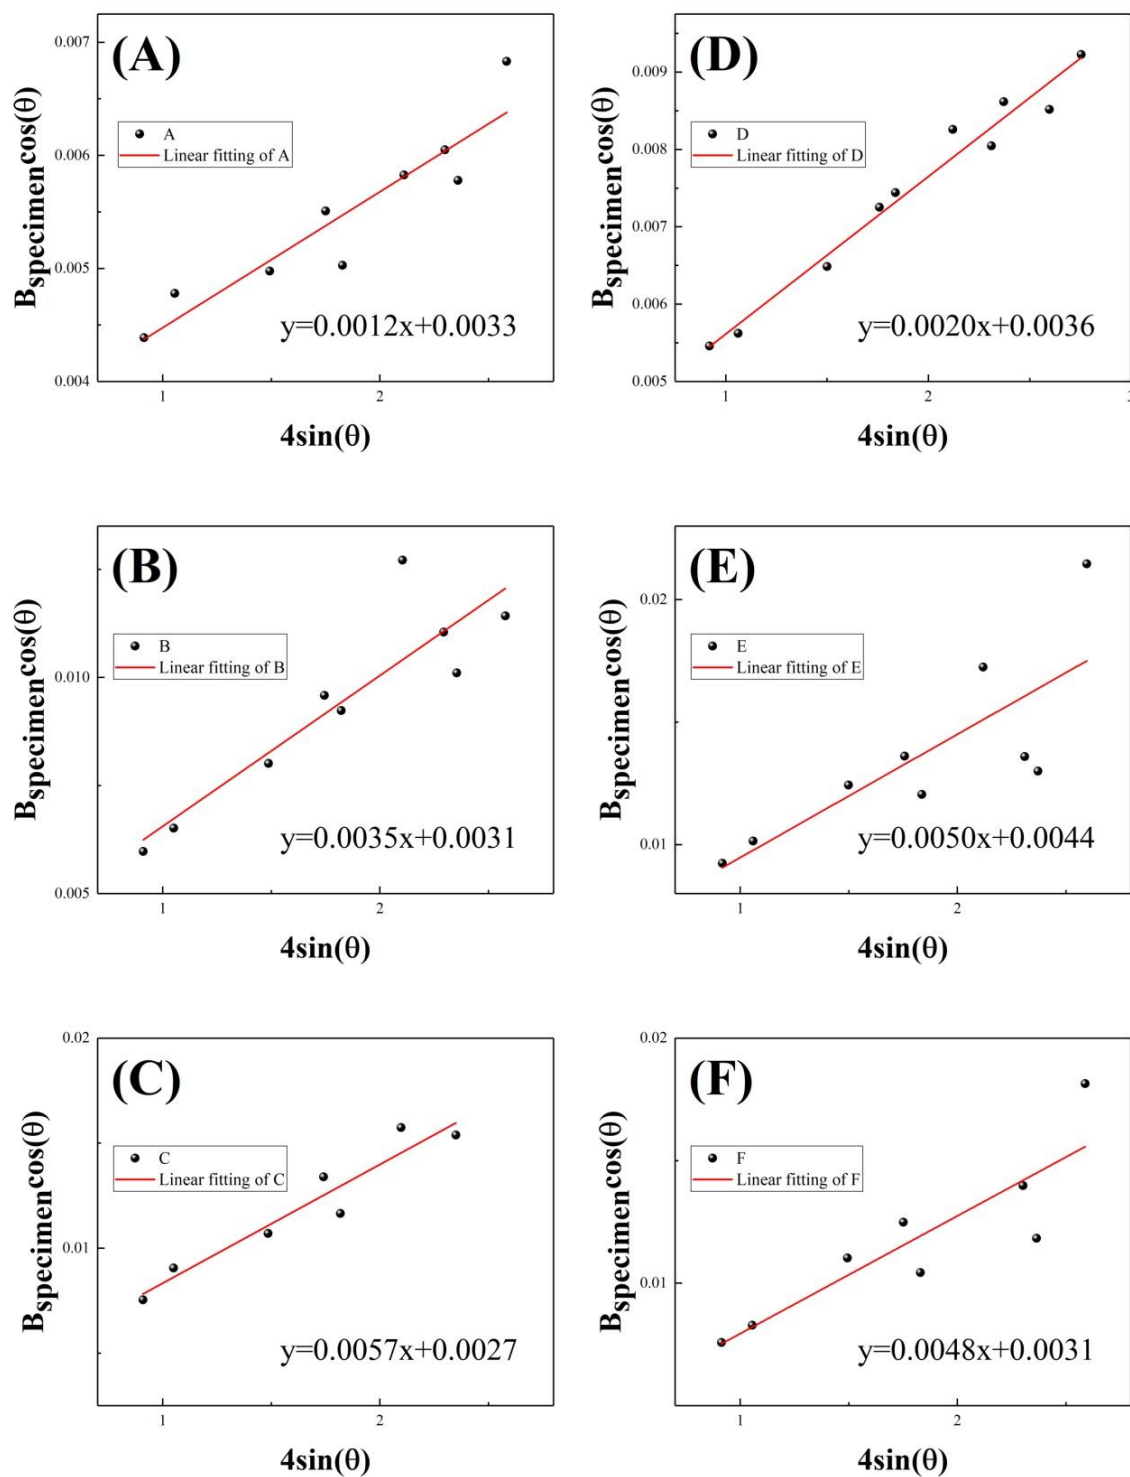 (A)
0.007
0.006
0.005
0.004
A
Linear fitting of A
y=0.0012x+0.0033
1
2
Bspecimencos(θ)
4sin(θ)
(D)
0.009
0.008
0.007
0.006
0.005
D
Linear fitting of D
y=0.0020x+0.0036
1
2
3
Bspecimencos(θ)
4sin(θ)
(B)
0.010
0.005
B
Linear fitting of B
y=0.0035x+0.0031
1
2
Bspecimencos(θ)
4sin(θ)
(E)
0.02
0.01
E
Linear fitting of E
y=0.0050x+0.0044
1
2
Bspecimencos(θ)
4sin(θ)
(C)
0.02
0.01
C
Linear fitting of C
y=0.0057x+0.0027
1
2
Bspecimencos(θ)
4sin(θ)
(F)
0.02
0.01
F
Linear fitting of F
y=0.0048x+0.0031
1
2
Bspecimencos(θ)
4sin(θ)